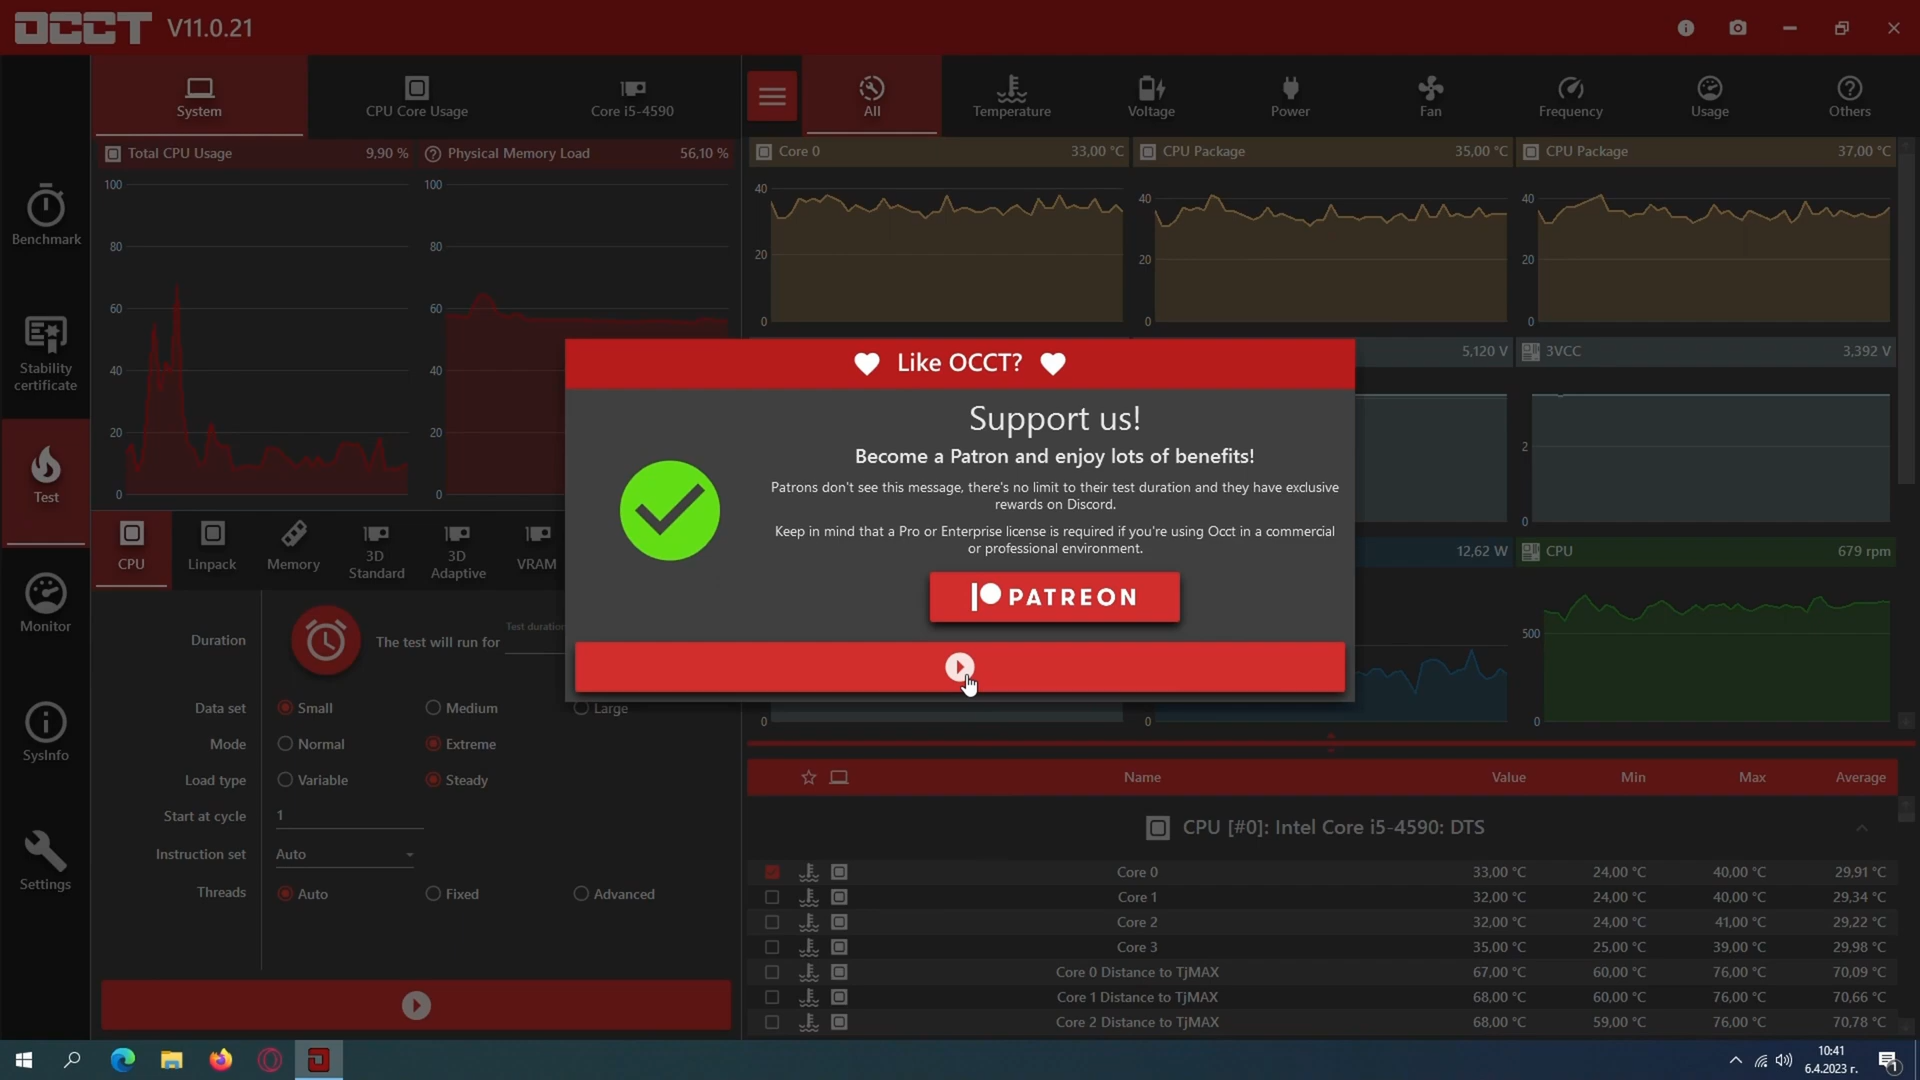 OCCT V11.0.21
System
CPU Core Usage
Core i5-4590
All
Temperature
Voltage
Power
Fan
Frequency
Usage
Others
Benchmark
Stability
certificate
Test
Monitor
SysInfo
Settings
Total CPU Usage 9,90 %
100
80
60
40
20
0
Physical Memory Load 56,10 %
100
80
60
40
20
0
Core 0 33,00 °C
40
20
0
CPU Package 35,00 °C
40
20
0
CPU Package 37,00 °C
40
20
0
5,120 V
3VCC 3,392 V
2
0
12,62 W
CPU 679 rpm
500
0
0
0
Like OCCT?
Support us!
Become a Patron and enjoy lots of benefits!
Patrons don't see this message, there's no limit to their test duration and they have exclusive
rewards on Discord.
Keep in mind that a Pro or Enterprise license is required if you're using Occt in a commercial
or professional environment.
PATREON
CPU
Linpack
Memory
3D
Standard
3D
Adaptive
VRAM
Duration The test will run for
Test duration
Data set Small Medium Large
Mode Normal Extreme
Load type Variable Steady
Start at cycle 1
Instruction set Auto
Threads Auto Fixed Advanced
Name Value Min Max Average
CPU [#0]: Intel Core i5-4590: DTS
Core 0 33,00 °C 24,00 °C 40,00 °C 29,91 °C
Core 1 32,00 °C 24,00 °C 40,00 °C 29,34 °C
Core 2 32,00 °C 24,00 °C 41,00 °C 29,22 °C
Core 3 35,00 °C 25,00 °C 39,00 °C 29,98 °C
Core 0 Distance to TjMAX 67,00 °C 60,00 °C 76,00 °C 70,09 °C
Core 1 Distance to TjMAX 68,00 °C 60,00 °C 76,00 °C 70,66 °C
Core 2 Distance to TjMAX 68,00 °C 59,00 °C 76,00 °C 70,78 °C
10:41
6.4.2023 г.
1